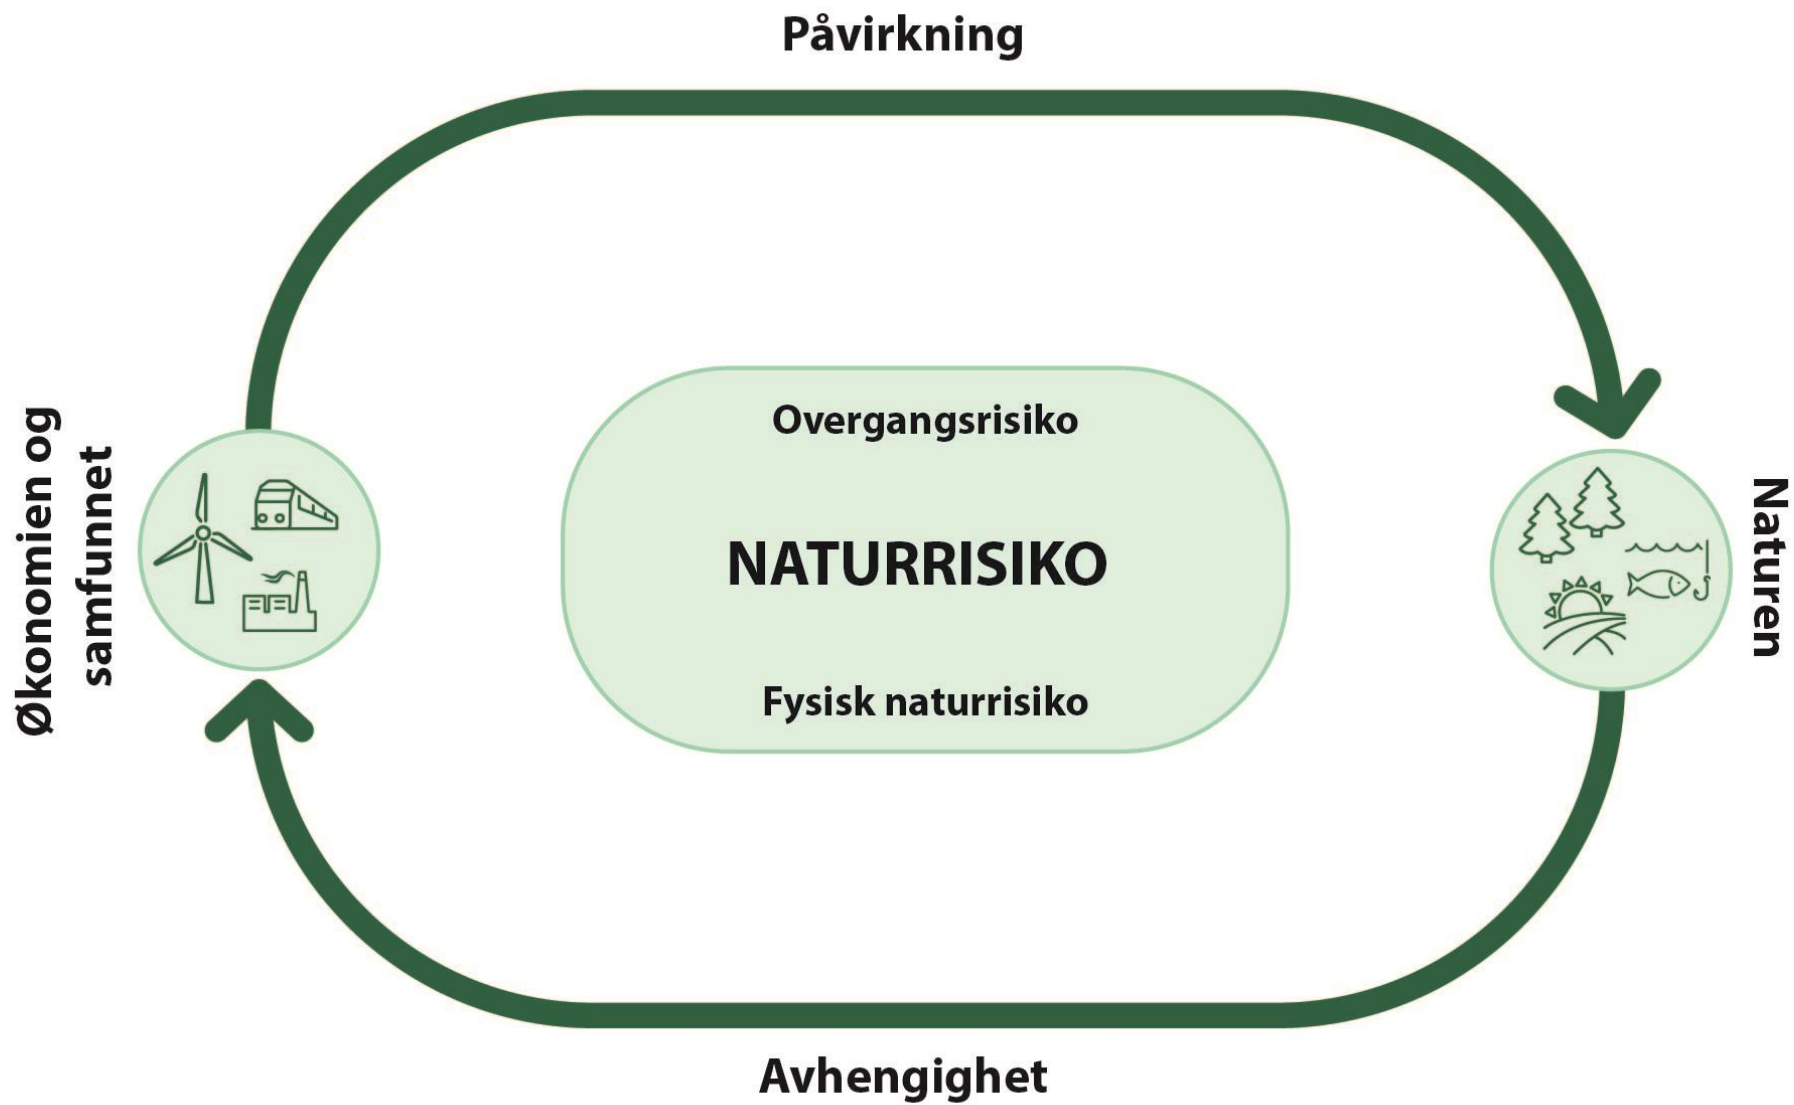 Påvirkning
Økonomien og
samfunnet
Overgangsrisiko
NATURRISIKO
Fysisk naturrisiko
Naturen
Avhengighet